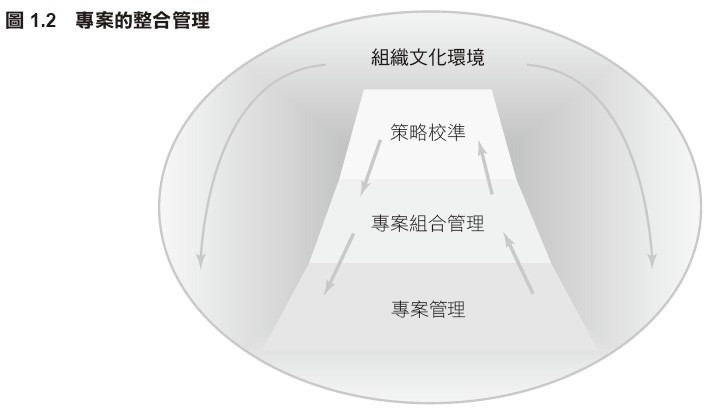 圖 1.2 專案的整合管理
組織文化環境
策略校準
專案組合管理
專案管理